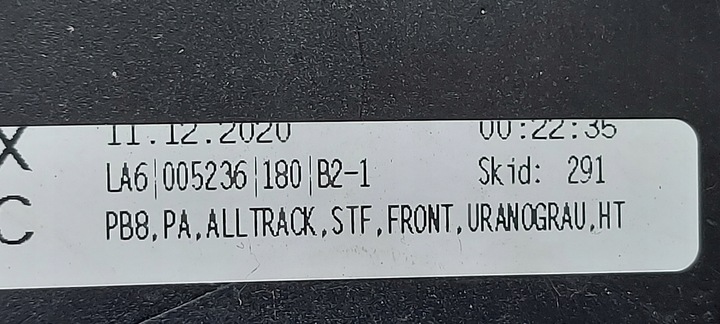 X 11.12.2020 00:22:35
LA6|005236|180|B2-1 Skid: 291
C PB8,PA,ALLTRACK,STF,FRONT,URANOGRAU,HT